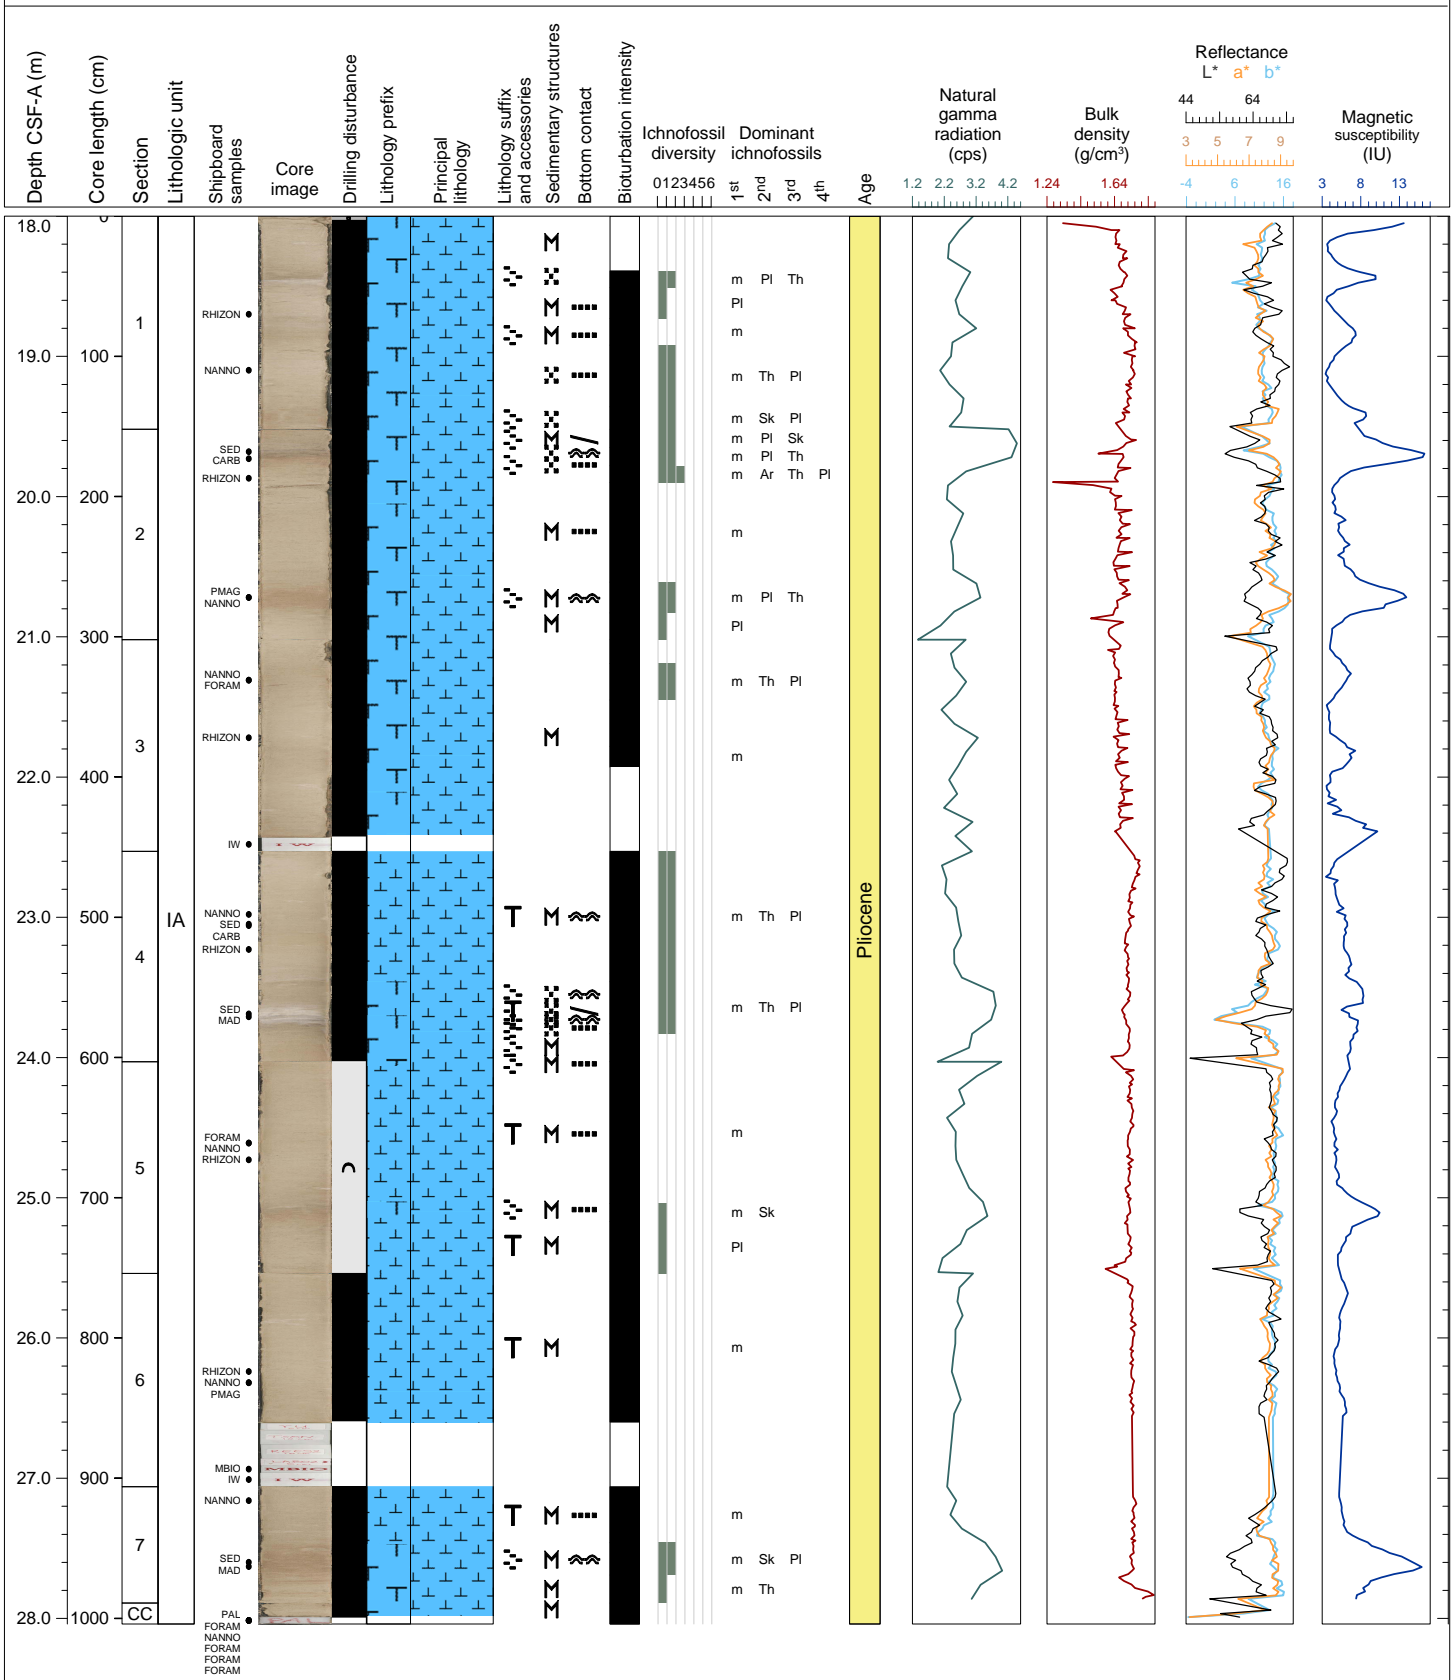 Depth CSF-A (m)
Core length (cm)
Section
Lithologic unit
Shipboard
samples
Core
image
Drilling disturbance
Lithology prefix
Principal
lithology
Lithology suffix
and accessories
Sedimentary structures
Bottom contact
Bioturbation intensity
Ichnofossil
diversity
0123456
Dominant
ichnofossils
1st 2nd 3rd 4th
Age
Natural
gamma
radiation
(cps)
1.2 2.2 3.2 4.2
Bulk
density
(g/cm³)
1.24 1.64
Reflectance
L* a* b*
44 64
3 5 7 9
-4 6 16
Magnetic
susceptibility
(IU)
3 8 13
18.0 0
m Pl Th
Pl
RHIZON
1
m
19.0 100
NANNO
m Th Pl
m Sk Pl
m Pl Sk
SED
CARB
m Pl Th
RHIZON
m Ar Th Pl
20.0 200
2
m
PMAG
NANNO
m Pl Th
Pl
21.0 300
NANNO
FORAM
m Th Pl
RHIZON
3
m
22.0 400
IW
I W
IA
Pliocene
NANNO
23.0 500
m Th Pl
SED
CARB
RHIZON
4
SED
MAD
m Th Pl
24.0 600
m
FORAM
NANNO
RHIZON
5
25.0 700
m Sk
Pl
26.0 800
m
RHIZON
NANNO
PMAG
6
MBIO
MBIO
IW
I W
27.0 900
NANNO
m
7
SED
MAD
m Sk Pl
m Th
CC
PAL
28.0 1000
FORAM
NANNO
FORAM
FORAM
FORAM